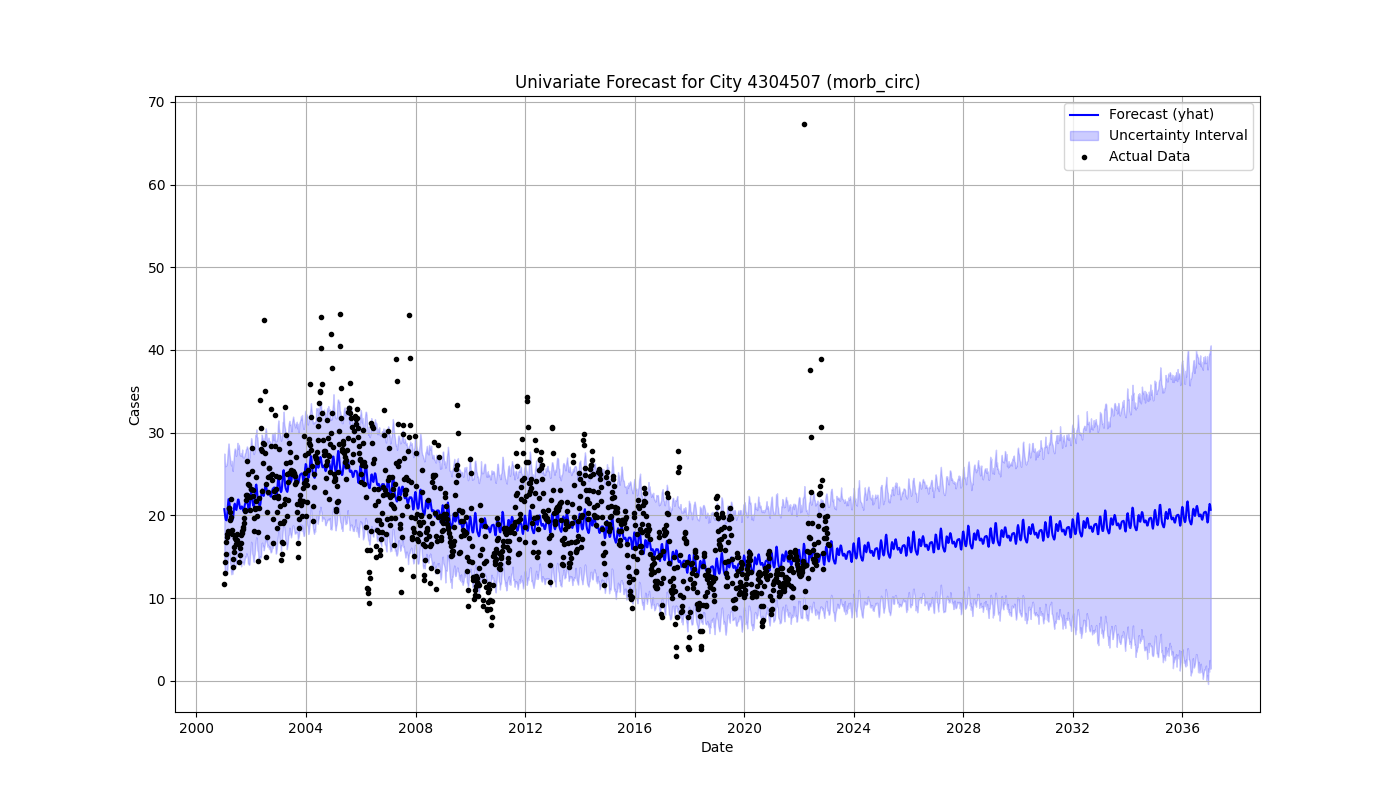 Univariate Forecast for City 4304507 (morb_circ)
70
60
50
40
30
20
10
0
Cases
Forecast (yhat)
Uncertainty Interval
Actual Data
2000 2004 2008 2012 2016 2020 2024 2028 2032 2036
Date